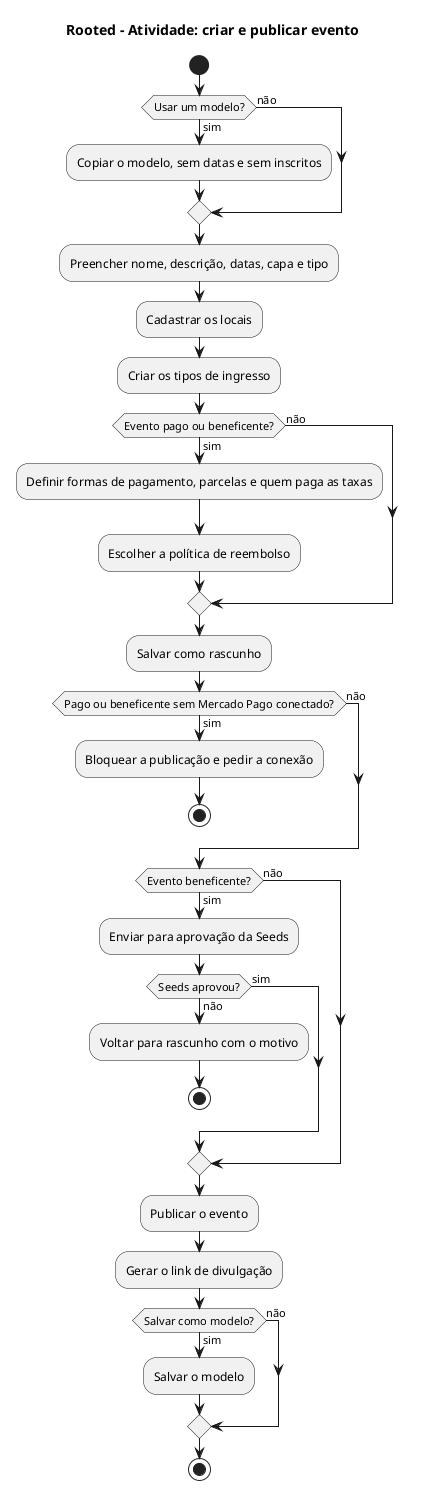 Rooted - Atividade: criar e publicar evento
Usar um modelo?
não
sim
Copiar o modelo, sem datas e sem inscritos
Preencher nome, descrição, datas, capa e tipo
Cadastrar os locais
Criar os tipos de ingresso
Evento pago ou beneficente?
não
sim
Definir formas de pagamento, parcelas e quem paga as taxas
Escolher a política de reembolso
Salvar como rascunho
Pago ou beneficente sem Mercado Pago conectado?
não
sim
Bloquear a publicação e pedir a conexão
Evento beneficente?
não
sim
Enviar para aprovação da Seeds
Seeds aprovou?
sim
não
Voltar para rascunho com o motivo
Publicar o evento
Gerar o link de divulgação
Salvar como modelo?
não
sim
Salvar o modelo